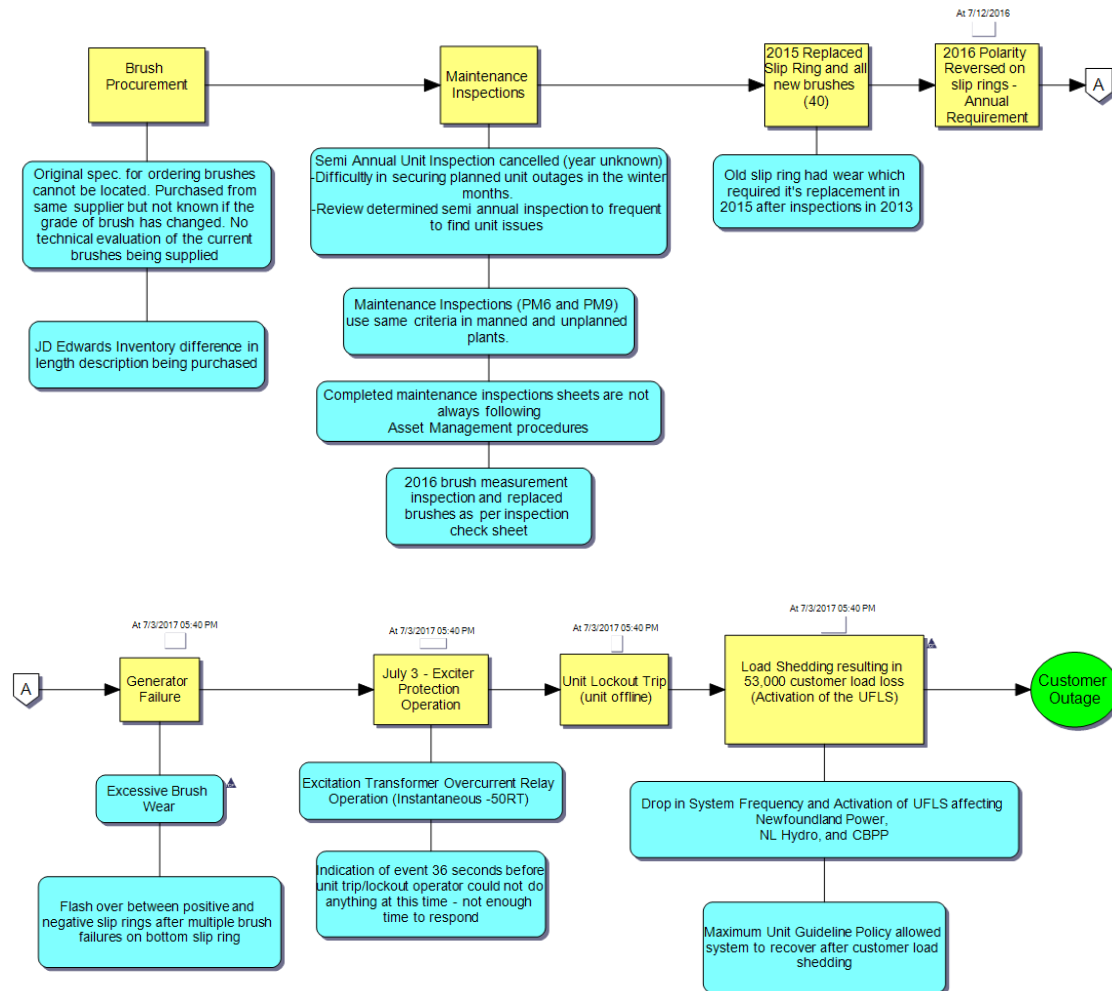 At 7/12/2016
Brush
Procurement
Maintenance
Inspections
2015 Replaced
Slip Ring and all
new brushes
(40)
2016 Polarity
Reversed on
slip rings -
Annual
Requirement
A
Original spec. for ordering brushes
cannot be located. Purchased from
same supplier but not known if the
grade of brush has changed. No
technical evaluation of the current
brushes being supplied
JD Edwards Inventory difference in
length description being purchased
Semi Annual Unit Inspection cancelled (year unknown)
-Difficultly in securing planned unit outages in the winter
months.
-Review determined semi annual inspection to frequent
to find unit issues
Maintenance Inspections (PM6 and PM9)
use same criteria in manned and unplanned
plants.
Completed maintenance inspections sheets are not
always following
Asset Management procedures
2016 brush measurement
inspection and replaced
brushes as per inspection
check sheet
Old slip ring had wear which
required it's replacement in
2015 after inspections in 2013
At 7/3/2017 05:40 PM
At 7/3/2017 05:40 PM
At 7/3/2017 05:40 PM
At 7/3/2017 05:40 PM
A
Generator
Failure
July 3 - Exciter
Protection
Operation
Unit Lockout Trip
(unit offline)
Load Shedding resulting in
53,000 customer load loss
(Activation of the UFLS)
Customer
Outage
Excessive Brush
Wear
Flash over between positive and
negative slip rings after multiple brush
failures on bottom slip ring
Excitation Transformer Overcurrent Relay
Operation (Instantaneous -50RT)
Indication of event 36 seconds before
unit trip/lockout operator could not do
anything at this time - not enough
time to respond
Drop in System Frequency and Activation of UFLS affecting
Newfoundland Power,
NL Hydro, and CBPP
Maximum Unit Guideline Policy allowed
system to recover after customer load
shedding